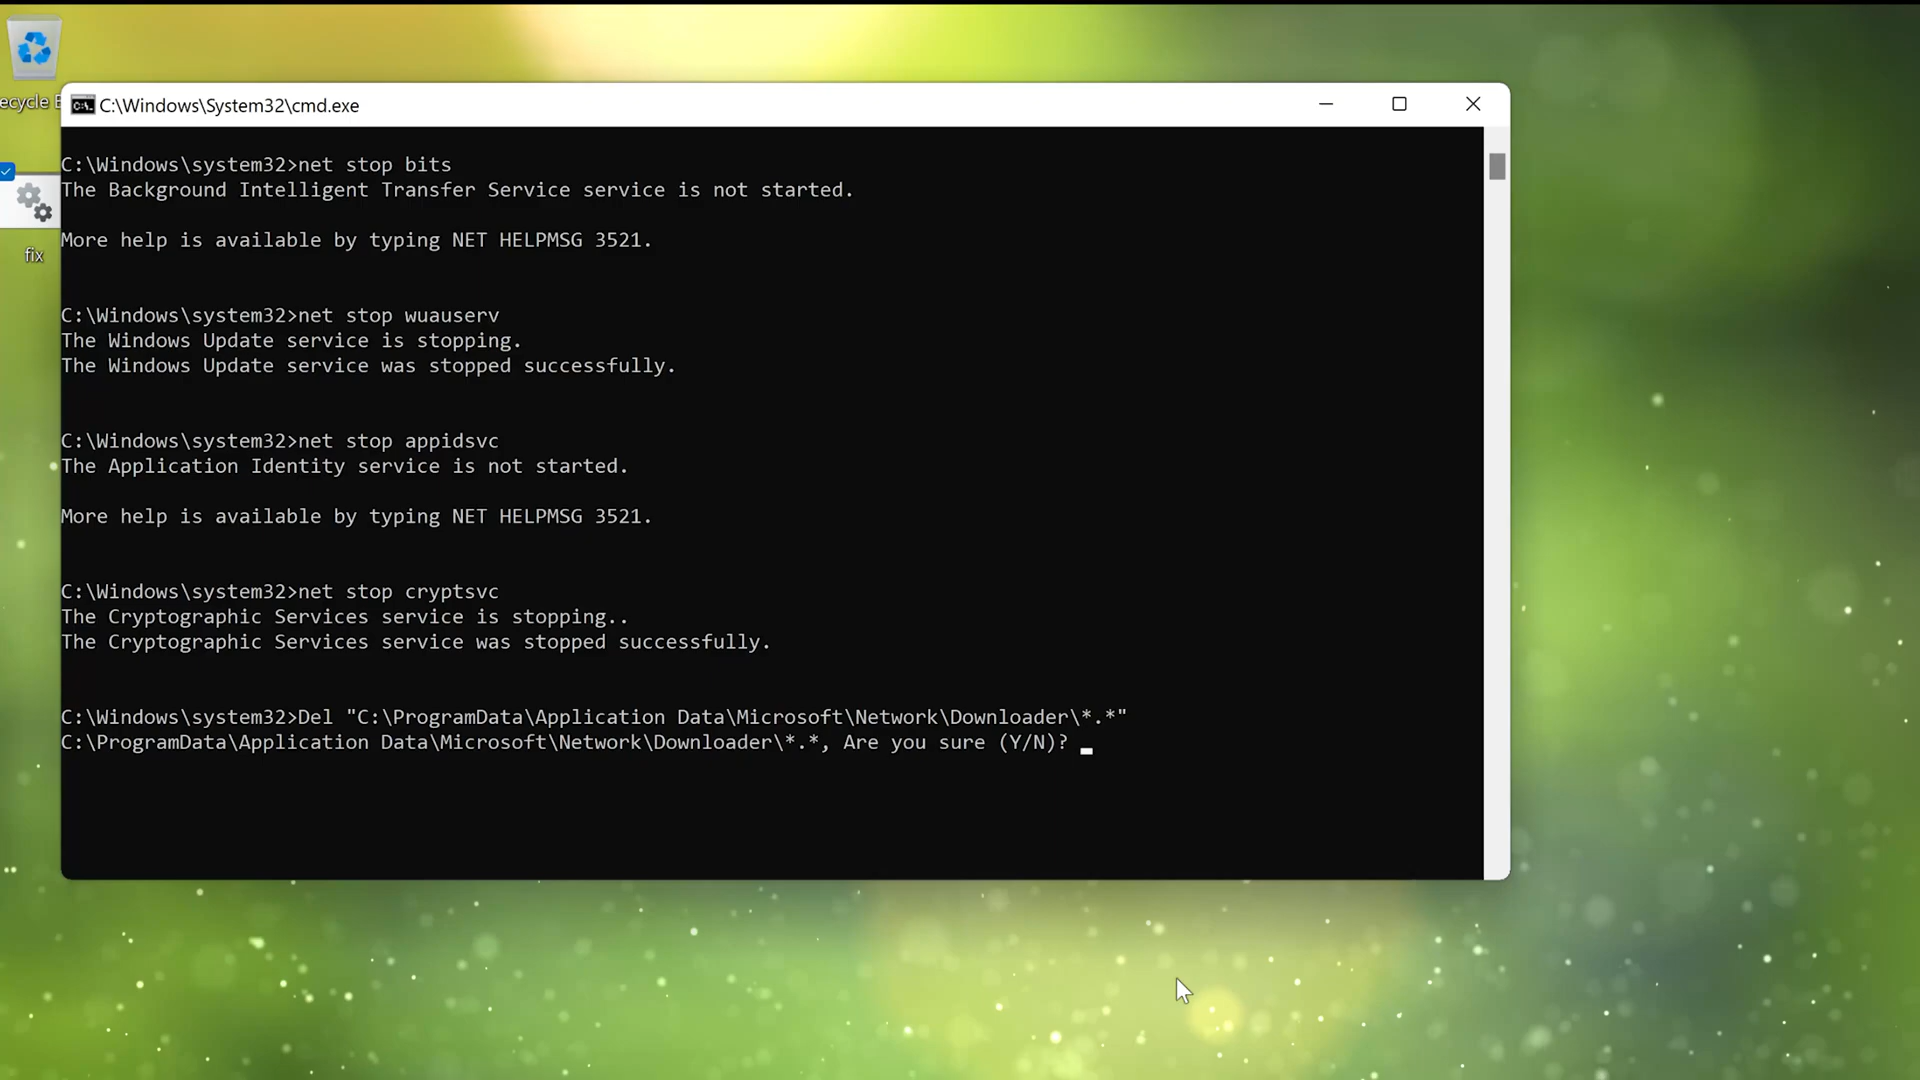 C:\Windows\System32\cmd.exe
ecycle B
fix
C:\Windows\system32>net stop bits
The Background Intelligent Transfer Service service is not started.
More help is available by typing NET HELPMSG 3521.
C:\Windows\system32>net stop wuauserv
The Windows Update service is stopping.
The Windows Update service was stopped successfully.
C:\Windows\system32>net stop appidsvc
The Application Identity service is not started.
More help is available by typing NET HELPMSG 3521.
C:\Windows\system32>net stop cryptsvc
The Cryptographic Services service is stopping..
The Cryptographic Services service was stopped successfully.
C:\Windows\system32>Del "C:\ProgramData\Application Data\Microsoft\Network\Downloader\*.*"
C:\ProgramData\Application Data\Microsoft\Network\Downloader\*.*, Are you sure (Y/N)?